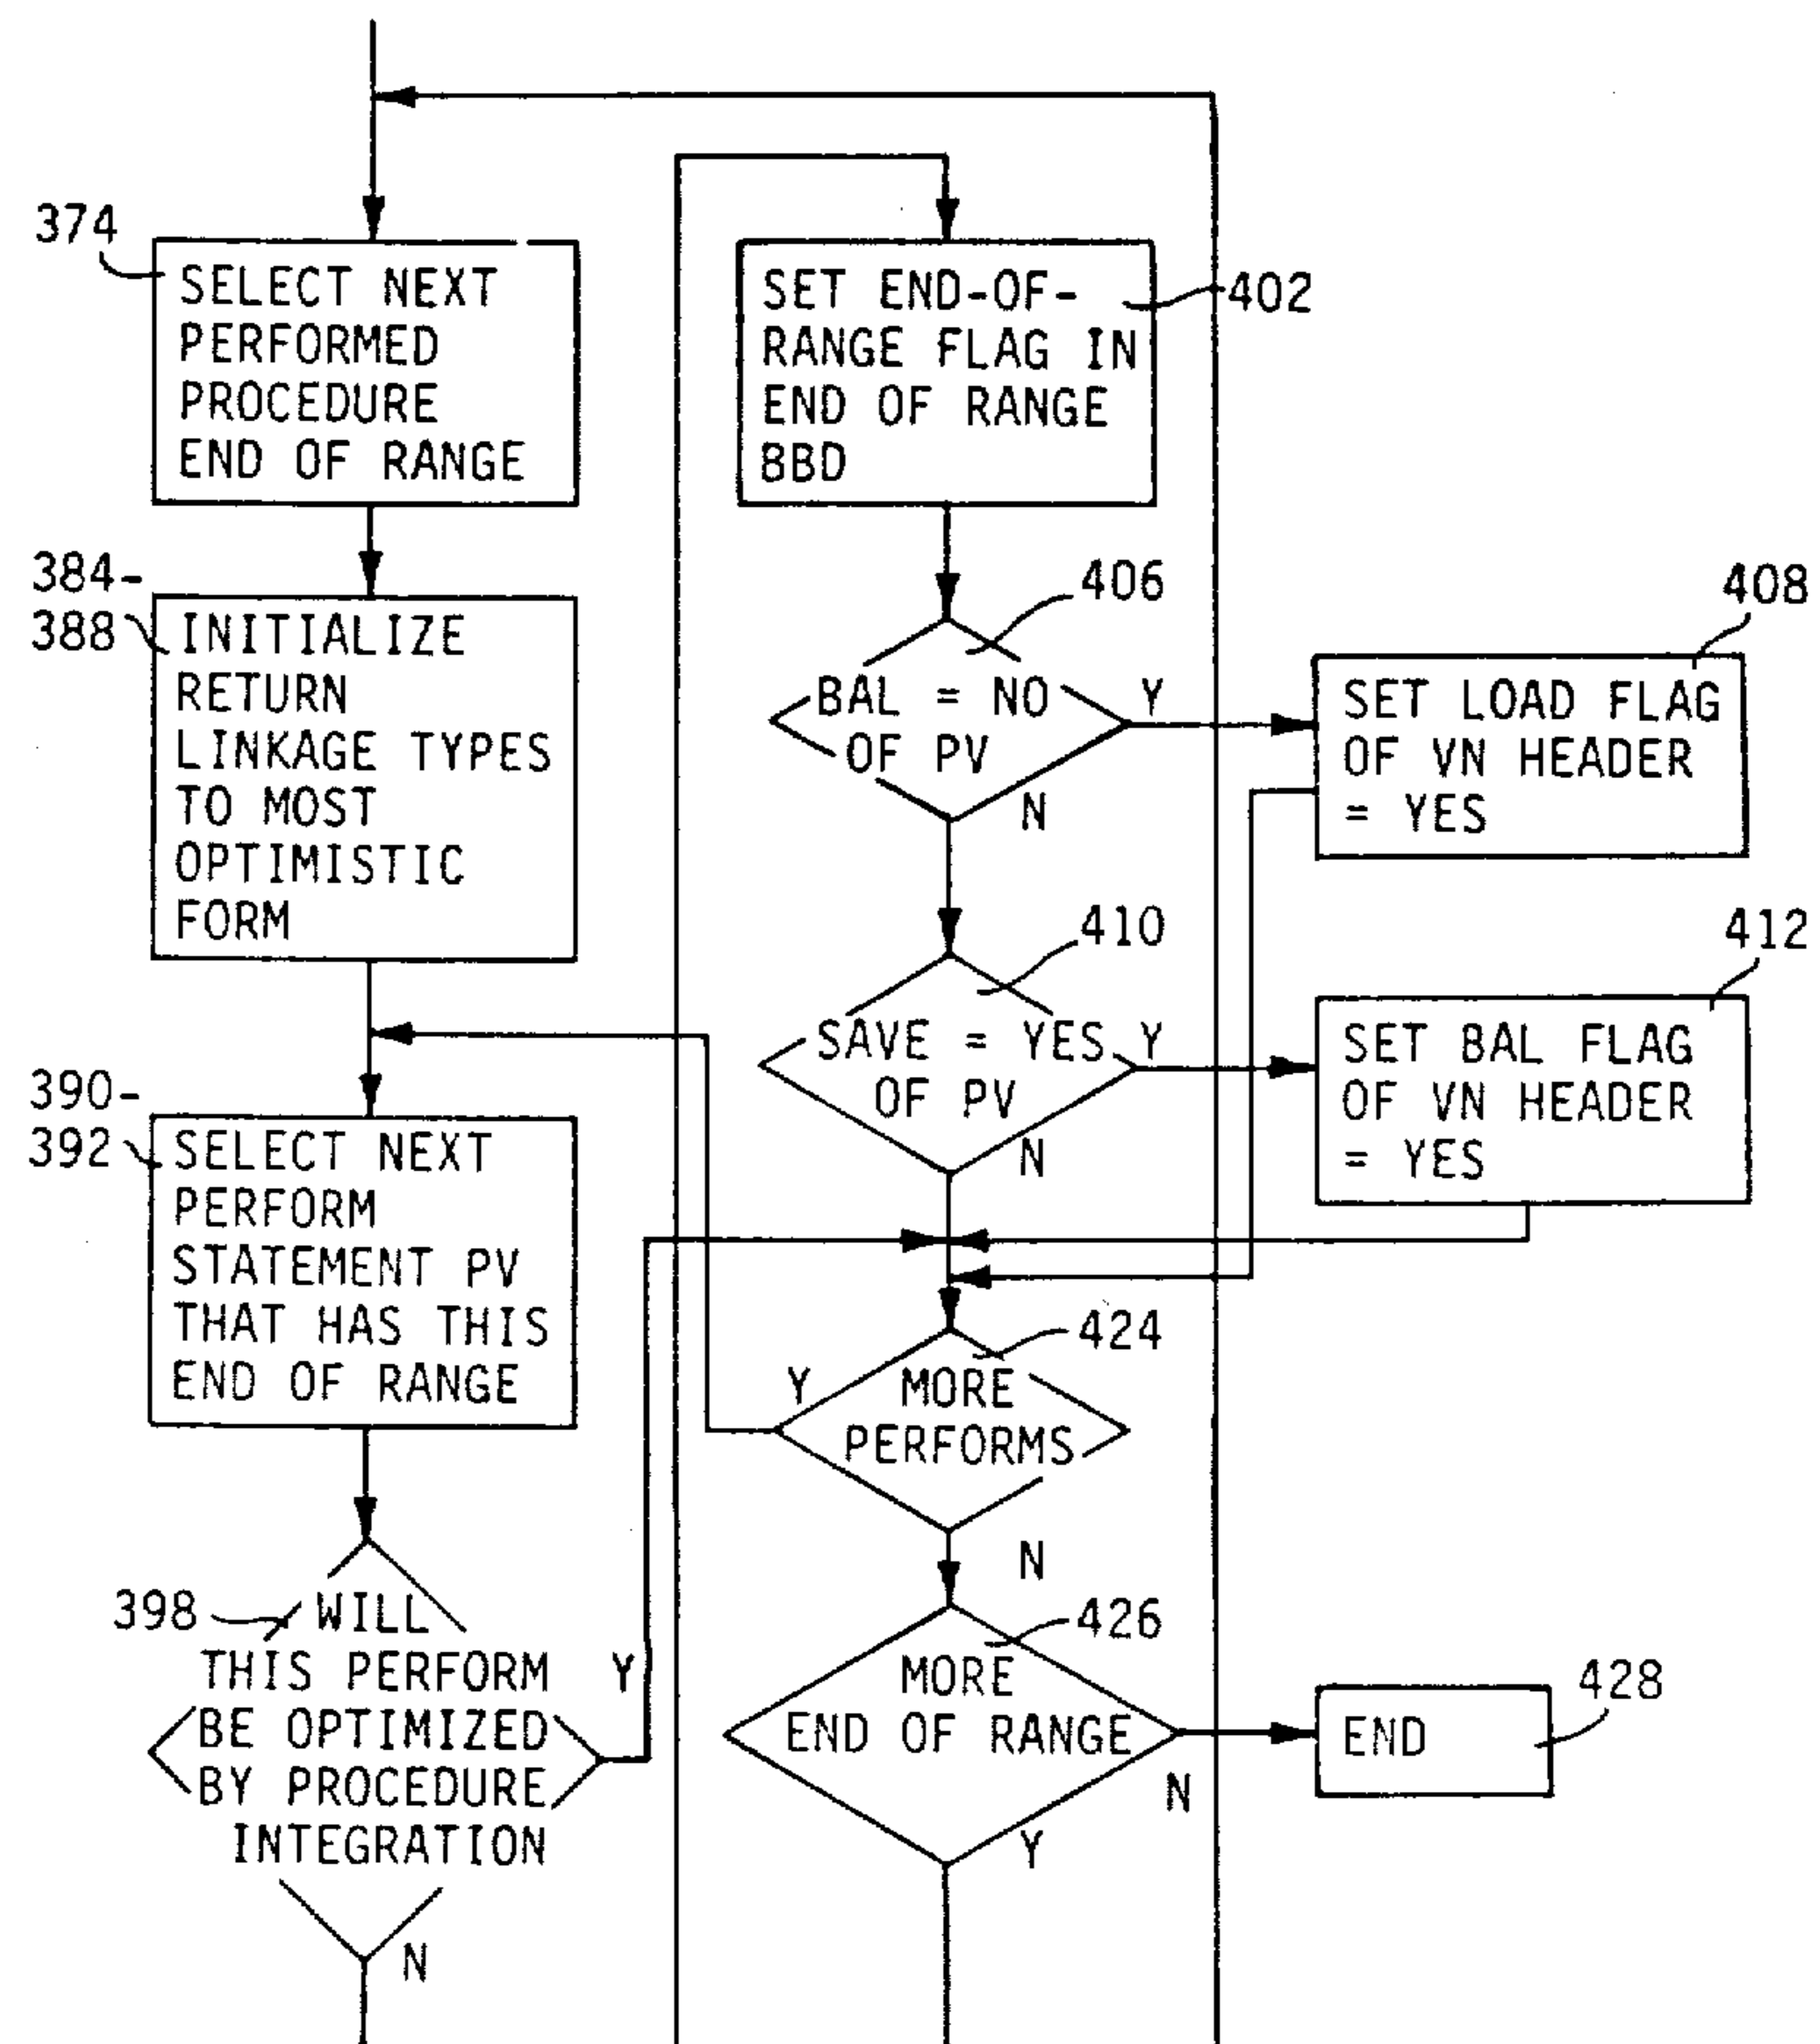 374
SELECT NEXT
PERFORMED
PROCEDURE
END OF RANGE
384-
388
INITIALIZE
RETURN
LINKAGE TYPES
TO MOST
OPTIMISTIC
FORM
390-
392
SELECT NEXT
PERFORM
STATEMENT PV
THAT HAS THIS
END OF RANGE
398
WILL
THIS PERFORM
BE OPTIMIZED
BY PROCEDURE
INTEGRATION
Y
N
402
SET END-OF-
RANGE FLAG IN
END OF RANGE
8BD
406
BAL = NO
OF PV
Y
N
408
SET LOAD FLAG
OF VN HEADER
= YES
410
SAVE = YES
OF PV
Y
N
412
SET BAL FLAG
OF VN HEADER
= YES
424
MORE
PERFORMS
Y
N
426
MORE
END OF RANGE
N
Y
428
END